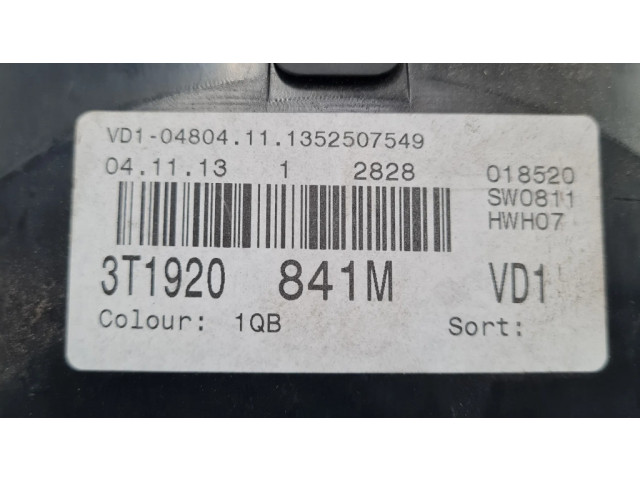 VD1-04804.11.1352507549
04.11.13 1 2828 018520
SW0811
HWH07
3T1920 841M VD1
Colour: 1QB Sort: